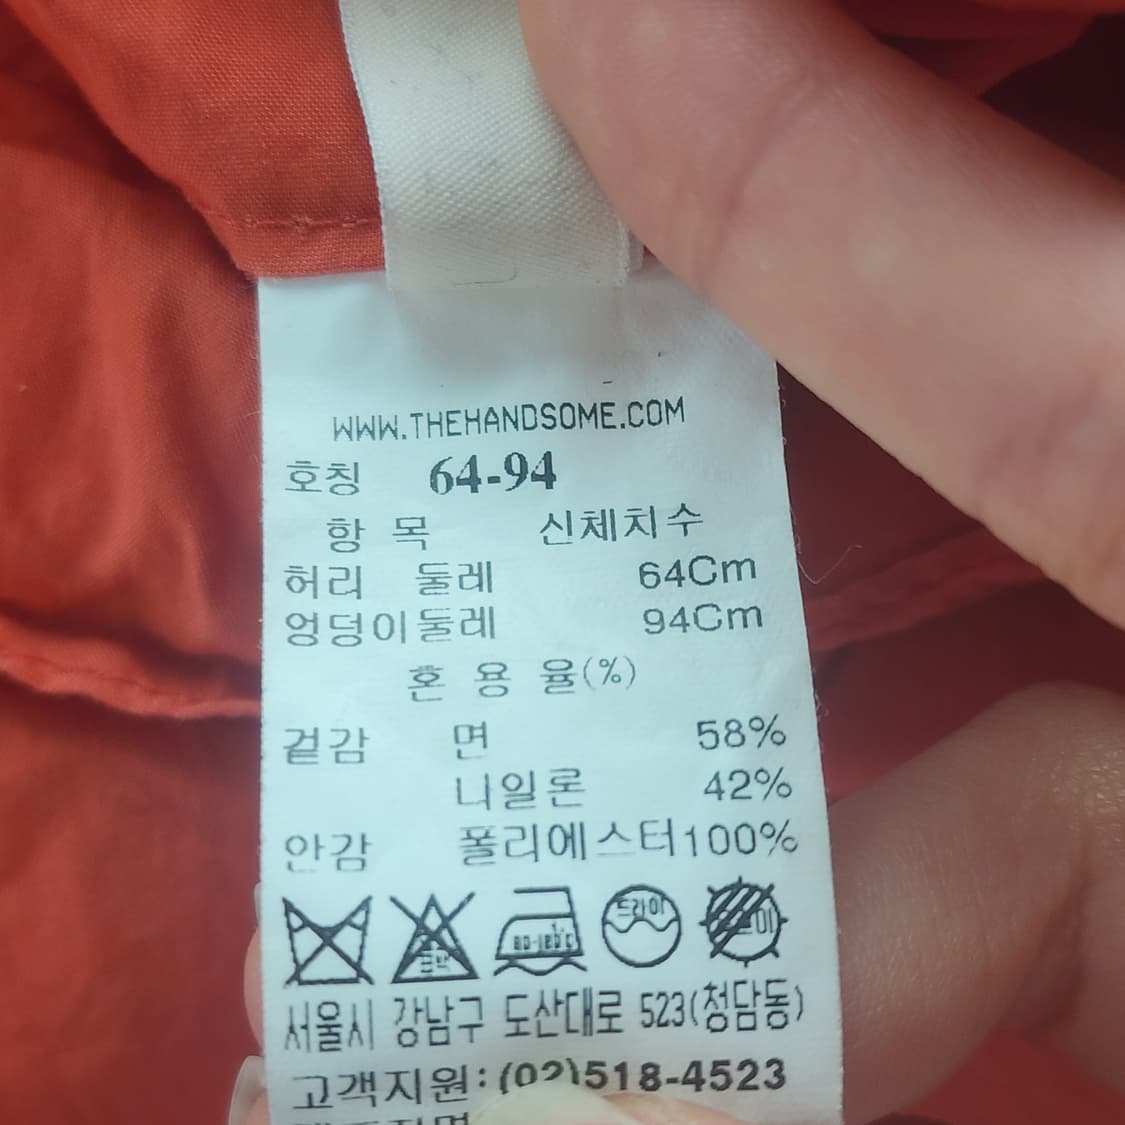 WWW.THEHANDSOME.COM
호칭 64-94
항 목 신체치수
허리 둘레 64Cm
엉덩이둘레 94Cm
혼 용 율(%)
겉감 면 58%
나일론 42%
안감 폴리에스터100%
드라이
서울시 강남구 도산대로 523(청담동)
고객지원:(02)518-4523